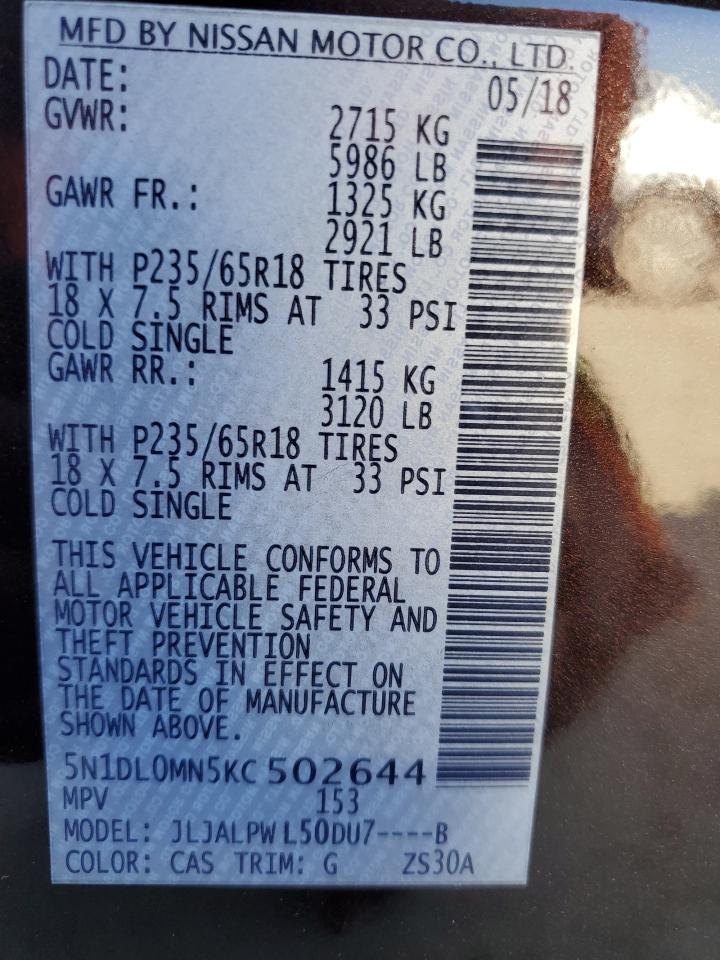 MFD BY NISSAN MOTOR CO., LTD.
DATE: 05/18
GVWR: 2715 KG
5986 LB
GAWR FR.: 1325 KG
2921 LB
WITH P235/65R18 TIRES
18 X 7.5 RIMS AT 33 PSI
COLD SINGLE
GAWR RR.: 1415 KG
3120 LB
WITH P235/65R18 TIRES
18 X 7.5 RIMS AT 33 PSI
COLD SINGLE
THIS VEHICLE CONFORMS TO
ALL APPLICABLE FEDERAL
MOTOR VEHICLE SAFETY AND
THEFT PREVENTION
STANDARDS IN EFFECT ON
THE DATE OF MANUFACTURE
SHOWN ABOVE.
5N1DL0MN5KC502644
MPV 153
MODEL: JLJALPWL50DU7----B
COLOR: CAS TRIM: G ZS30A